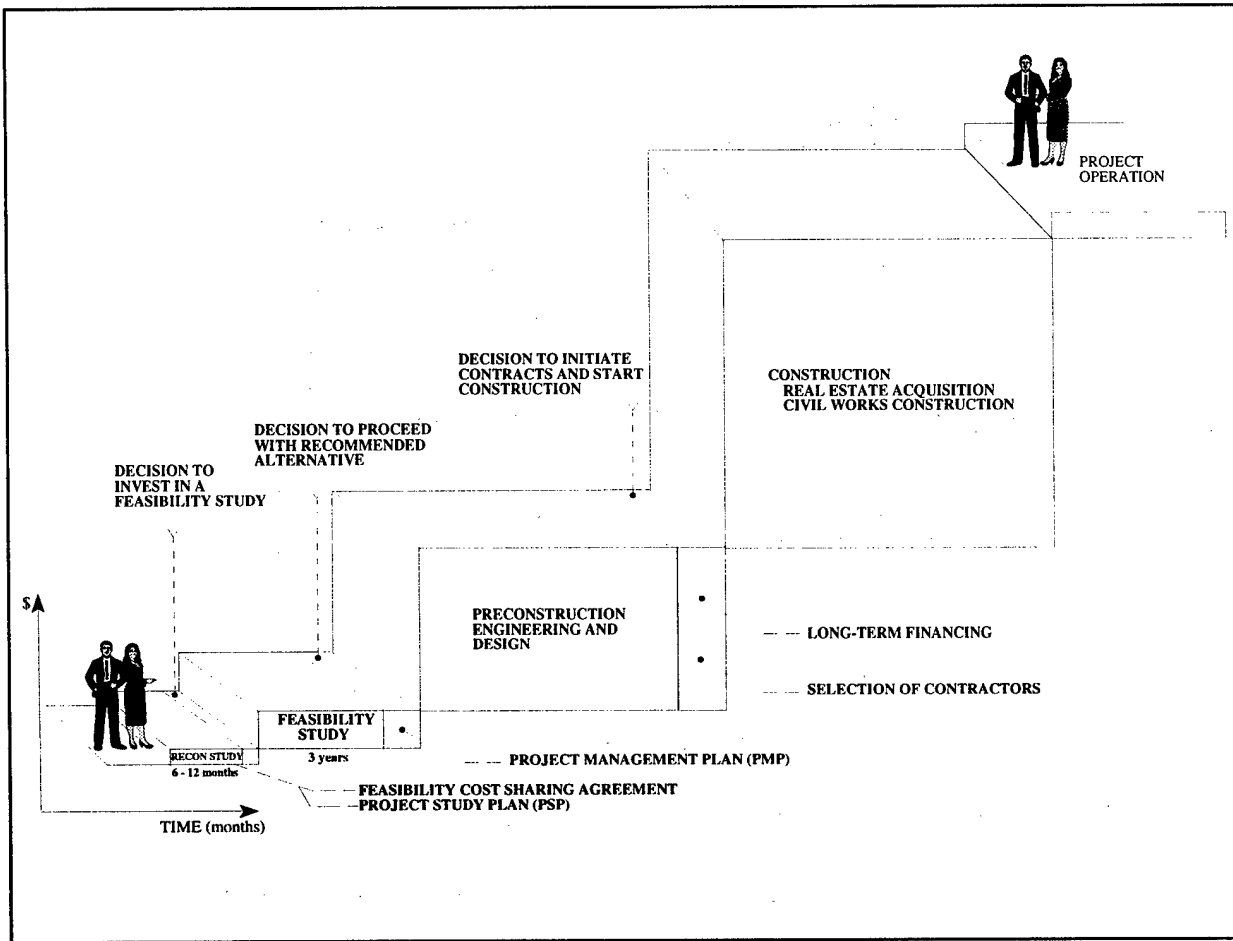 PROJECT
OPERATION
DECISION TO INITIATE
CONTRACTS AND START
CONSTRUCTION
CONSTRUCTION
REAL ESTATE ACQUISITION
CIVIL WORKS CONSTRUCTION
DECISION TO PROCEED
WITH RECOMMENDED
ALTERNATIVE
DECISION TO
INVEST IN A
FEASIBILITY STUDY
$
PRECONSTRUCTION
ENGINEERING AND
DESIGN
LONG-TERM FINANCING
SELECTION OF CONTRACTORS
FEASIBILITY
STUDY
3 years
RECON STUDY
6 - 12 months
PROJECT MANAGEMENT PLAN (PMP)
FEASIBILITY COST SHARING AGREEMENT
PROJECT STUDY PLAN (PSP)
TIME (months)